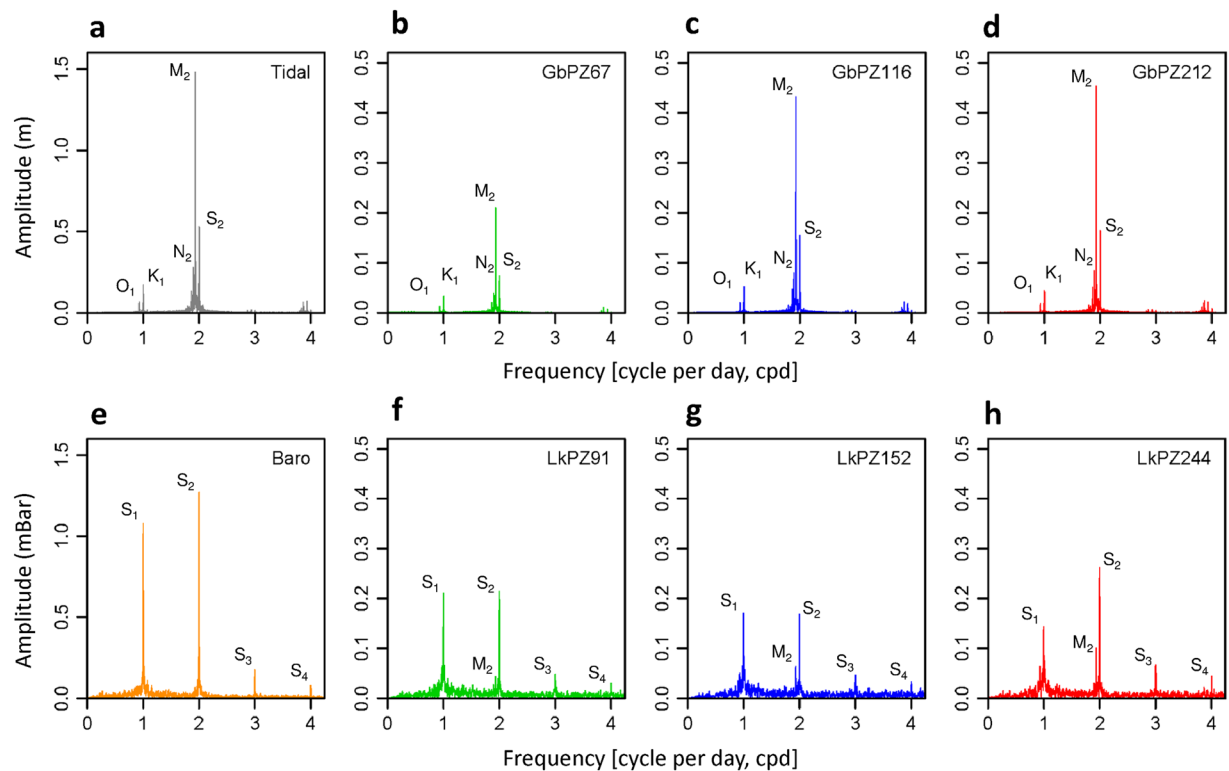 a
b
c
d
Amplitude (m)
1.5
1.0
0.5
0.0
Tidal
M₂
S₂
N₂
K₁
O₁
0 1 2 3 4
0.5
0.4
0.3
0.2
0.1
0.0
GbPZ67
M₂
N₂ S₂
O₁ K₁
0 1 2 3 4
0.5
0.4
0.3
0.2
0.1
0.0
GbPZ116
M₂
S₂
N₂
O₁ K₁
0 1 2 3 4
0.5
0.4
0.3
0.2
0.1
0.0
GbPZ212
M₂
S₂
N₂
O₁ K₁
0 1 2 3 4
Frequency [cycle per day, cpd]
e
f
g
h
Amplitude (mBar)
1.5
1.0
0.5
0.0
Baro
S₁
S₂
S₃
S₄
0 1 2 3 4
0.5
0.4
0.3
0.2
0.1
0.0
LkPZ91
S₁
S₂
M₂
S₃
S₄
0 1 2 3 4
0.5
0.4
0.3
0.2
0.1
0.0
LkPZ152
S₁
S₂
M₂
S₃
S₄
0 1 2 3 4
0.5
0.4
0.3
0.2
0.1
0.0
LkPZ244
S₂
S₁
M₂
S₃
S₄
0 1 2 3 4
Frequency [cycle per day, cpd]